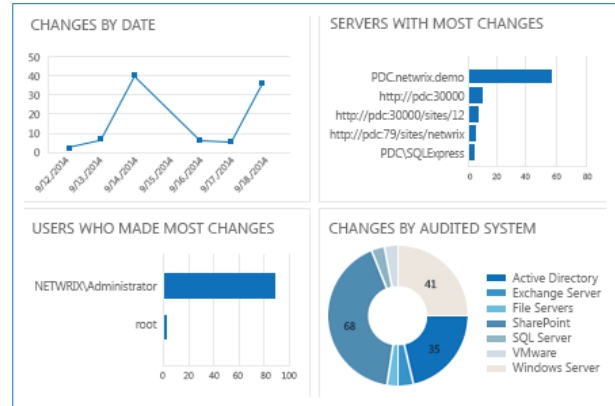 CHANGES BY DATE
50
40
30
20
10
0
9/12./2014
9/13./2014
9/14./2014
9/15./2014
9/16./2014
9/17./2014
9/18./2014
SERVERS WITH MOST CHANGES
PDC.netwrix.demo
http://pdc:30000
http://pdc:30000/sites/12
http://pdc:79/sites/netwrix
PDC\SQLExpress
0 20 40 60 80
USERS WHO MADE MOST CHANGES
NETWRIX\Administrator
root
0 20 40 60 80 100
CHANGES BY AUDITED SYSTEM
41
68
35
Active Directory
Exchange Server
File Servers
SharePoint
SQL Server
VMware
Windows Server